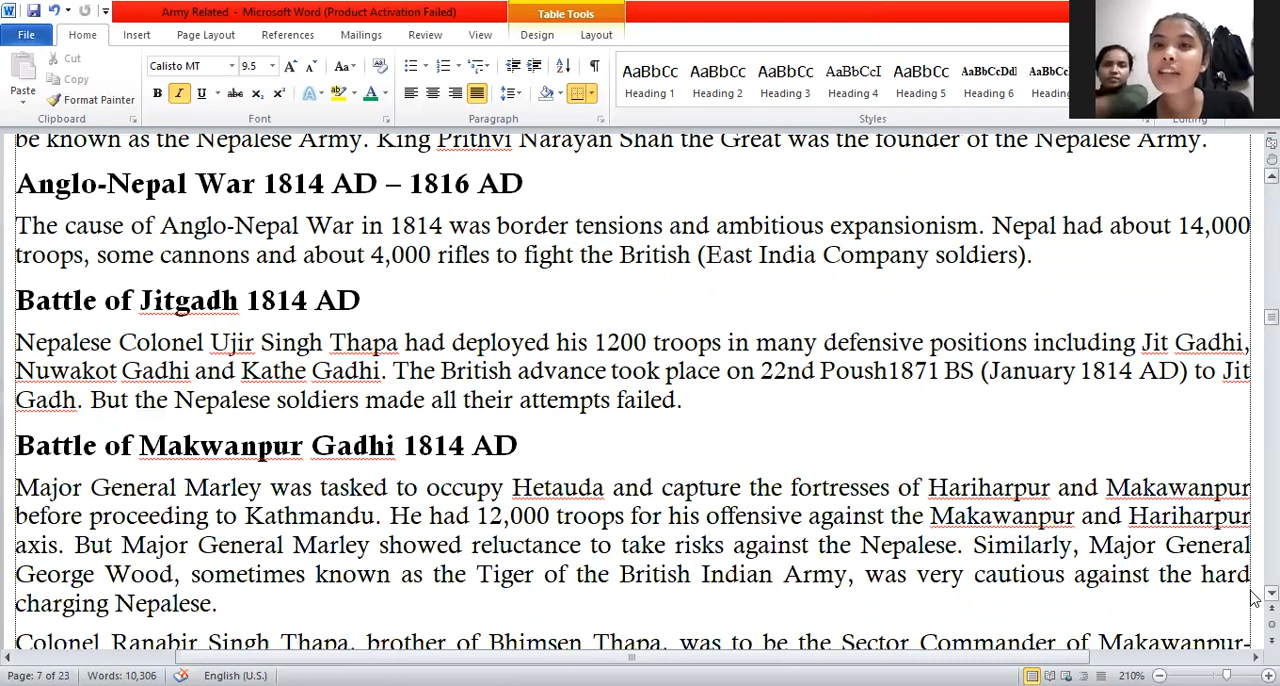 Army Related - Microsoft Word (Product Activation Failed)
Table Tools
File Home Insert Page Layout References Mailings Review View Design Layout
Cut
Copy
Format Painter
Paste
Clipboard
Calisto MT 9.5
Font
Paragraph
AaBbCc AaBbCc AaBbCc AaBbCcI AaBbCc AaBbCcDd AaBbCc
Heading 1 Heading 2 Heading 3 Heading 4 Heading 5 Heading 6 Heading
Styles
Editing
be known as the Nepalese Army. King Prithvi Narayan Shah the Great was the founder of the Nepalese Army.
Anglo-Nepal War 1814 AD – 1816 AD
The cause of Anglo-Nepal War in 1814 was border tensions and ambitious expansionism. Nepal had about 14,000
troops, some cannons and about 4,000 rifles to fight the British (East India Company soldiers).
Battle of Jitgadh 1814 AD
Nepalese Colonel Ujir Singh Thapa had deployed his 1200 troops in many defensive positions including Jit Gadhi,
Nuwakot Gadhi and Kathe Gadhi. The British advance took place on 22nd Poush1871 BS (January 1814 AD) to Jit
Gadh. But the Nepalese soldiers made all their attempts failed.
Battle of Makwanpur Gadhi 1814 AD
Major General Marley was tasked to occupy Hetauda and capture the fortresses of Hariharpur and Makawanpur
before proceeding to Kathmandu. He had 12,000 troops for his offensive against the Makawanpur and Hariharpur
axis. But Major General Marley showed reluctance to take risks against the Nepalese. Similarly, Major General
George Wood, sometimes known as the Tiger of the British Indian Army, was very cautious against the hard
charging Nepalese.
Colonel Ranabir Singh Thapa, brother of Bhimsen Thapa, was to be the Sector Commander of Makawanpur-
Page: 7 of 23 Words: 10,306 English (U.S.) 210%